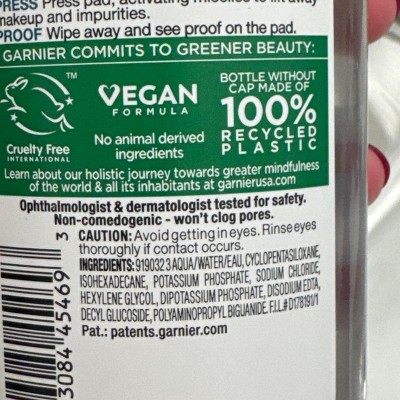 PRESS Press pad, activating micelles to lift away
makeup and impurities.
PROOF Wipe away and see proof on the pad.
GARNIER COMMITS TO GREENER BEAUTY:
TM
Cruelty Free
INTERNATIONAL
VEGAN
FORMULA
No animal derived
ingredients
BOTTLE WITHOUT
CAP MADE OF
100%
RECYCLED
PLASTIC
Learn about our holistic journey towards greater mindfulness
of the world & all its inhabitants at garnierusa.com
Ophthalmologist & dermatologist tested for safety.
Non-comedogenic - won't clog pores.
CAUTION: Avoid getting in eyes. Rinse eyes
thoroughly if contact occurs.
INGREDIENTS: 919032 3 AQUA/WATER/EAU, CYCLOPENTASILOXANE,
ISOHEXADECANE, POTASSIUM PHOSPHATE, SODIUM CHLORIDE,
HEXYLENE GLYCOL, DIPOTASSIUM PHOSPHATE, DISODIUM EDTA,
DECYL GLUCOSIDE, POLYAMINOPROPYL BIGUANIDE. F.I.L.# D178191/1
Pat.: patents.garnier.com
3084 45469 3